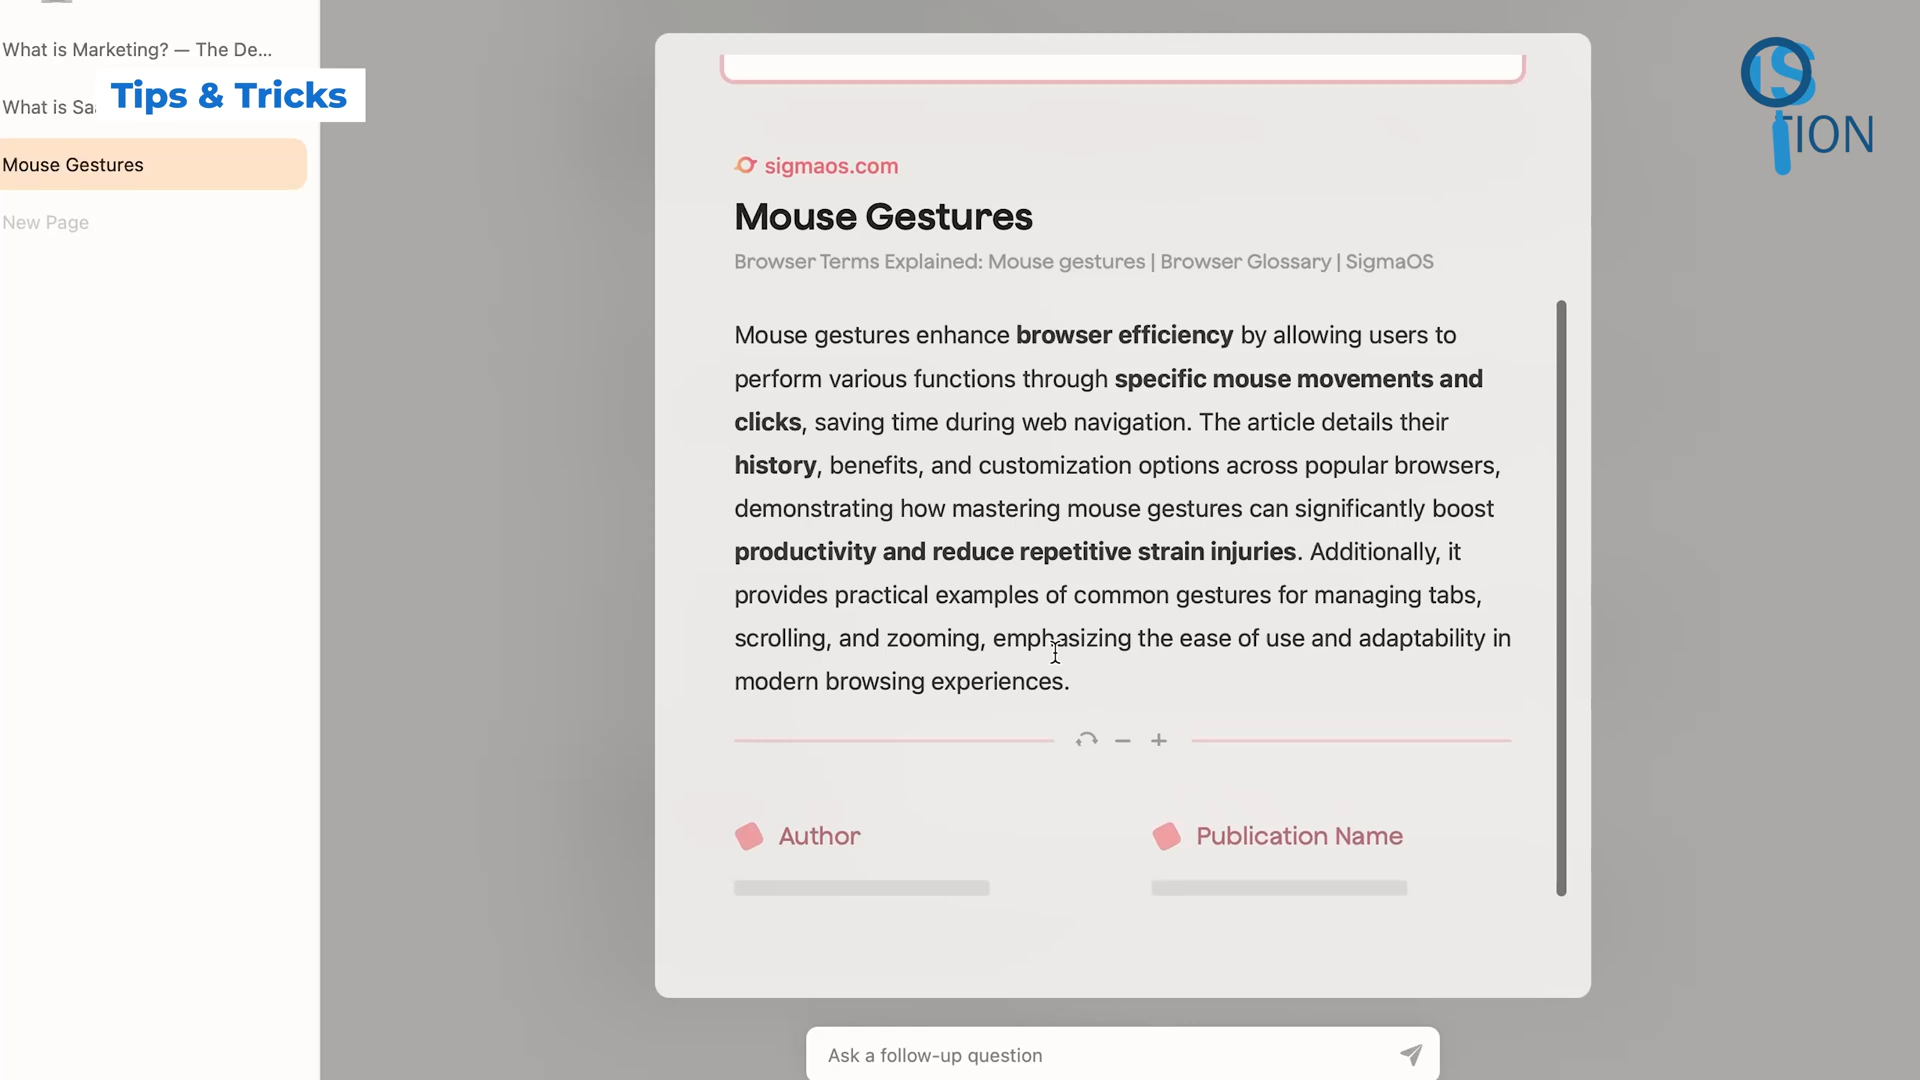 What is Marketing? — The De...
Tips & Tricks
What is Sa
Mouse Gestures
New Page
sigmaos.com
Mouse Gestures
Browser Terms Explained: Mouse gestures | Browser Glossary | SigmaOS
Mouse gestures enhance browser efficiency by allowing users to
perform various functions through specific mouse movements and
clicks, saving time during web navigation. The article details their
history, benefits, and customization options across popular browsers,
demonstrating how mastering mouse gestures can significantly boost
productivity and reduce repetitive strain injuries. Additionally, it
provides practical examples of common gestures for managing tabs,
scrolling, and zooming, emphasizing the ease of use and adaptability in
modern browsing experiences.
Author
Publication Name
Ask a follow-up question
IS
TION